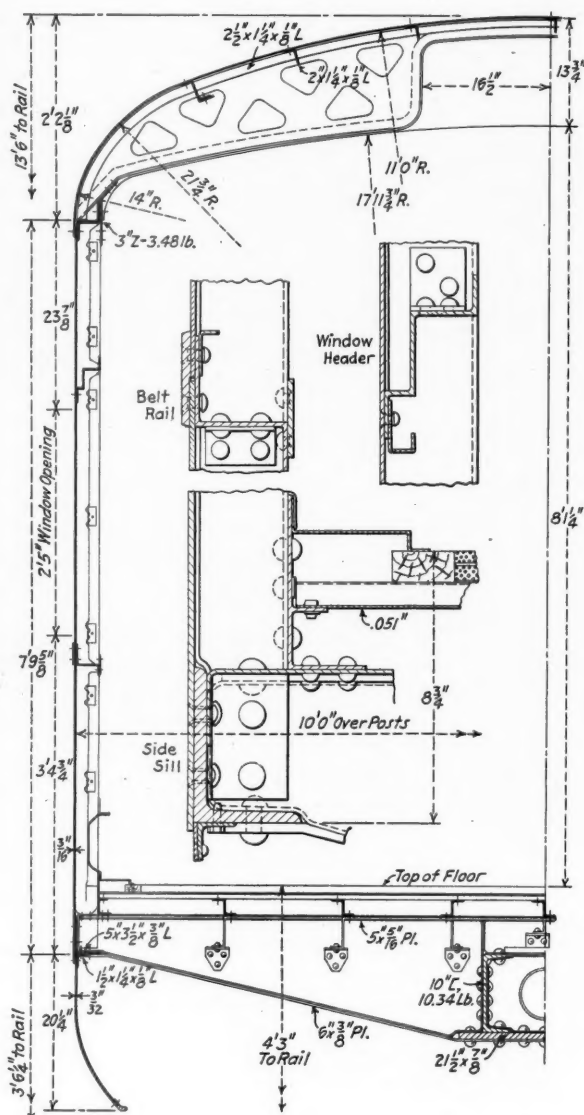 2 1/2" x 1 1/4" x 1/8" L
2" x 1 1/4" x 1/8" L
13 3/4"
16 1/2"
13' 6" to Rail
2' 2 1/8"
11' 0" R.
21 3/4" R.
17' 11 3/4" R.
14" R.
3" Z - 3.48 lb.
23 7/8"
Window
Header
Belt
Rail
2' 5" Window Opening
8' 1 1/4"
.051"
7' 9 5/8"
8 3/4"
10' 0" Over Posts
Side
Sill
3' 4 3/4"
3/16"
Top of Floor
5" x 3 1/2" x 3/8" L
5" x 5/16" Pl.
1 1/2" x 1 1/4" x 1/8" L
10" [,
10.34 Lb.
3/32"
20 1/4"
6" x 3/8" Pl.
21 1/2" x 7/8"
4' 3"
To Rail
3' 6 1/4" to Rail